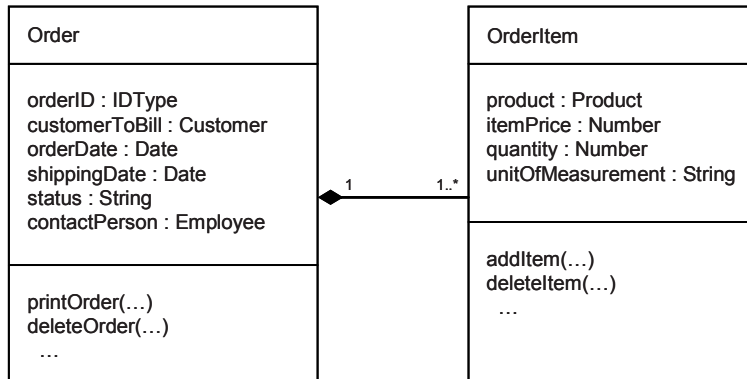 Order
orderID : IDType
customerToBill : Customer
orderDate : Date
shippingDate : Date
status : String
contactPerson : Employee
printOrder(…)
deleteOrder(…)
…
1
1..*
OrderItem
product : Product
itemPrice : Number
quantity : Number
unitOfMeasurement : String
addItem(…)
deleteItem(…)
…